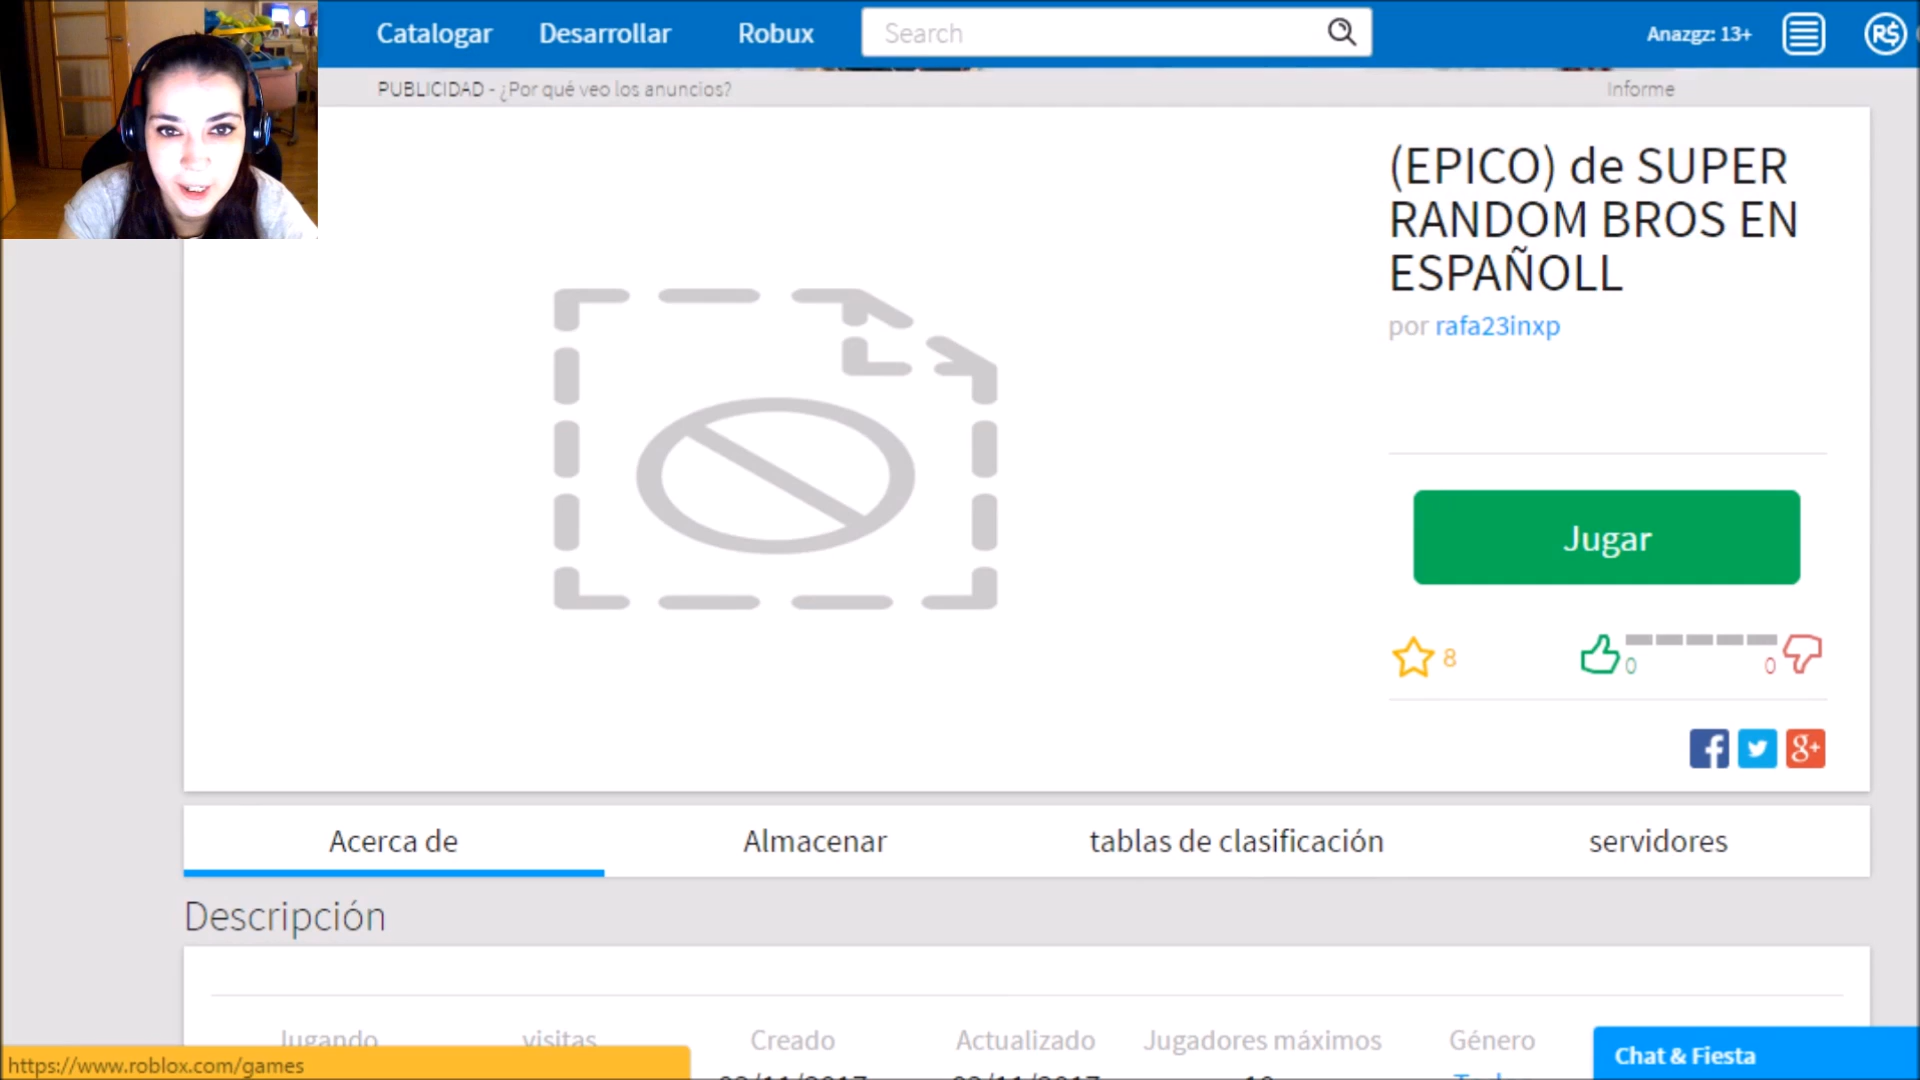 Catalogar Desarrollar Robux Search Anazgz: 13+ R$
PUBLICIDAD - ¿Por qué veo los anuncios? Informe
(EPICO) de SUPER
RANDOM BROS EN
ESPAÑOLL
por rafa23inxp
Jugar
8 0 0
f g+
Acerca de Almacenar tablas de clasificación servidores
Descripción
Jugando visitas Creado Actualizado Jugadores máximos Género
Chat & Fiesta
https://www.roblox.com/games